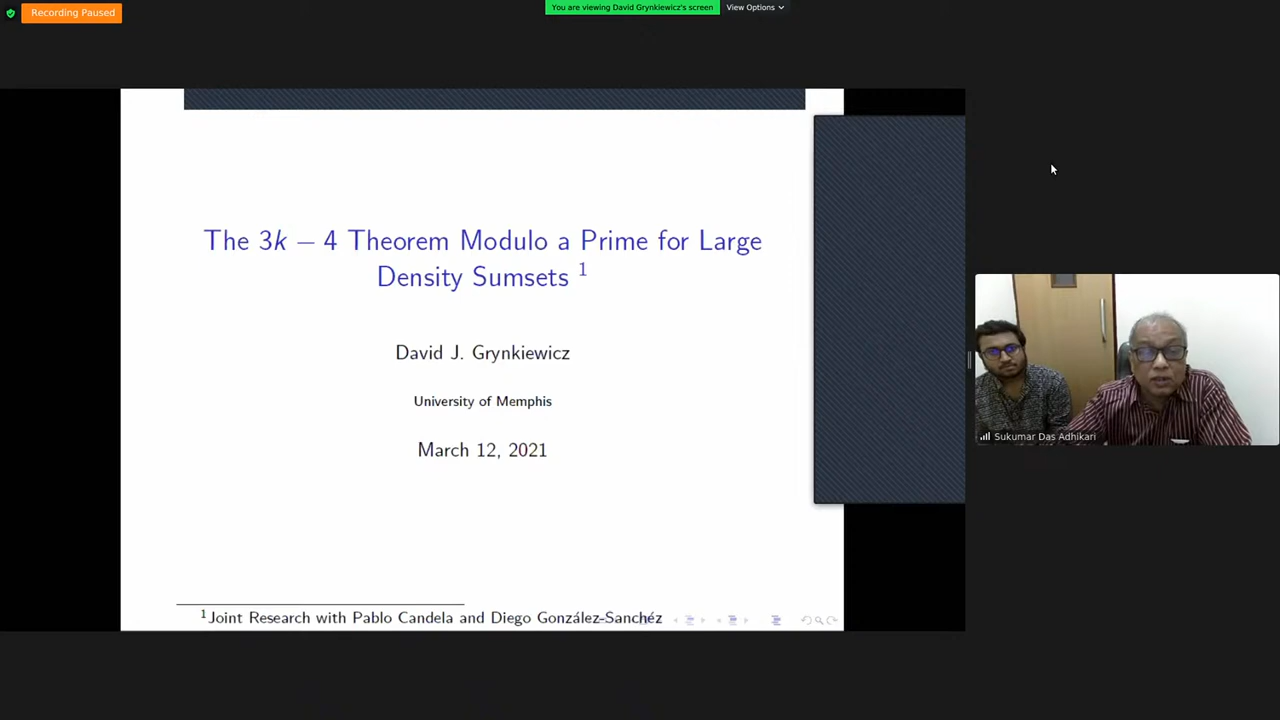 Recording Paused
You are viewing David Grynkiewicz's screen
View Options
The 3k − 4 Theorem Modulo a Prime for Large
Density Sumsets 1
David J. Grynkiewicz
University of Memphis
March 12, 2021
1Joint Research with Pablo Candela and Diego González-Sanchéz
Sukumar Das Adhikari